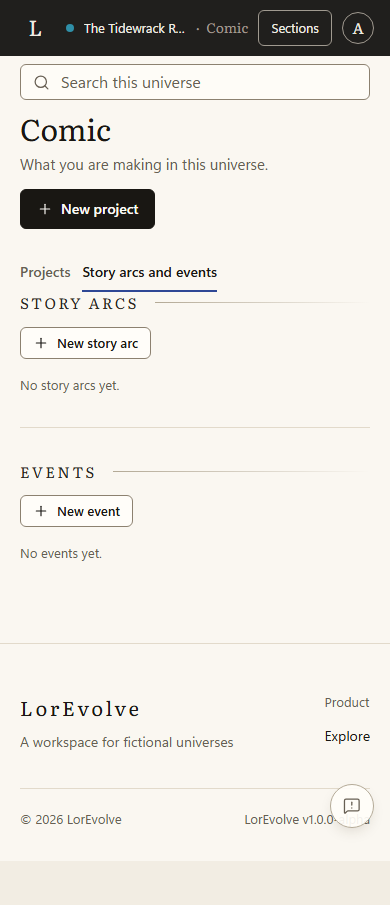 L
The Tidewrack R... · Comic
Sections
A
Search this universe
Comic
What you are making in this universe.
New project
Projects
Story arcs and events
STORY ARCS
New story arc
No story arcs yet.
EVENTS
New event
No events yet.
LorEvolve
A workspace for fictional universes
Product
Explore
© 2026 LorEvolve
LorEvolve v1.0.0-alpha